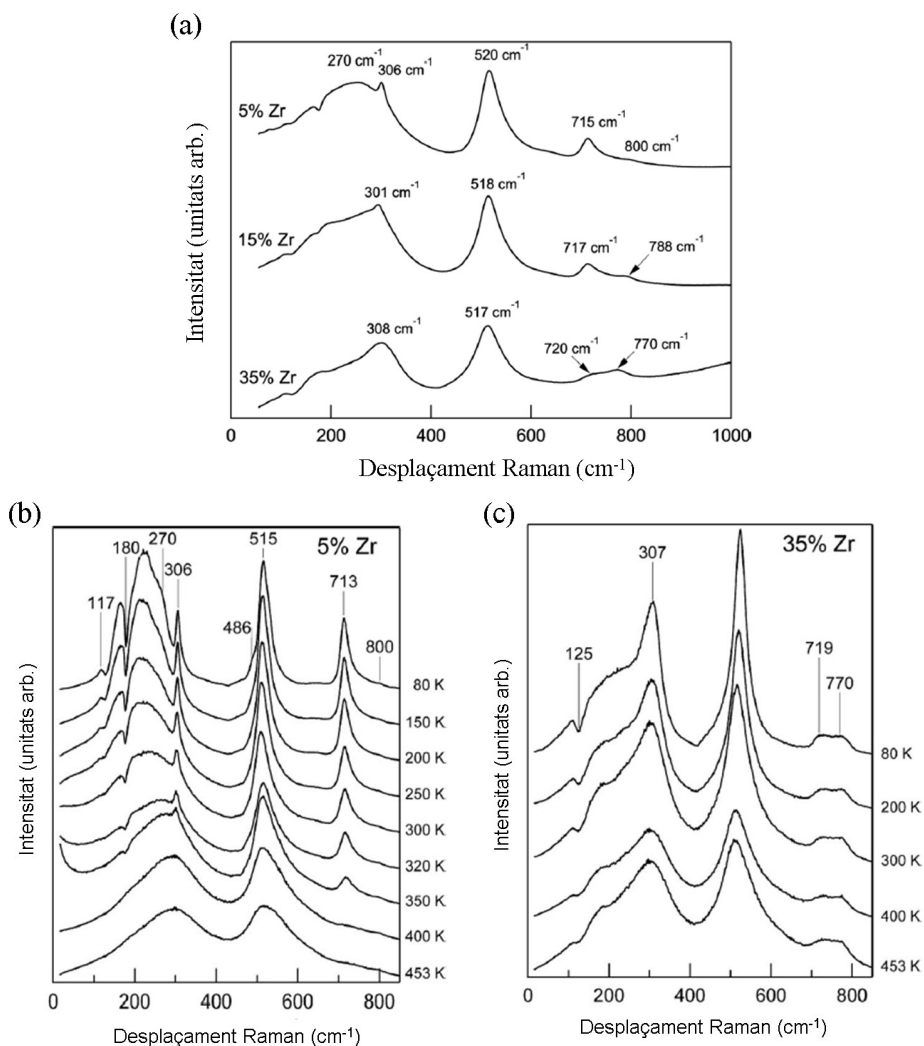 (a)
270 cm-1
306 cm-1
520 cm-1
5% Zr
715 cm-1
800 cm-1
301 cm-1
518 cm-1
15% Zr
717 cm-1
788 cm-1
308 cm-1
517 cm-1
35% Zr
720 cm-1
770 cm-1
Intensitat (unitats arb.)
0 200 400 600 800 1000
Desplaçament Raman (cm-1)
(b)
270
515
5% Zr
180
306
713
117
486
800
80 K
150 K
200 K
250 K
300 K
320 K
350 K
400 K
453 K
Intensitat (unitats arb.)
0 200 400 600 800
Desplaçament Raman (cm-1)
(c)
307
35% Zr
125
719
770
80 K
200 K
300 K
400 K
453 K
Intensitat (unitats arb.)
0 200 400 600 800
Desplaçament Raman (cm-1)